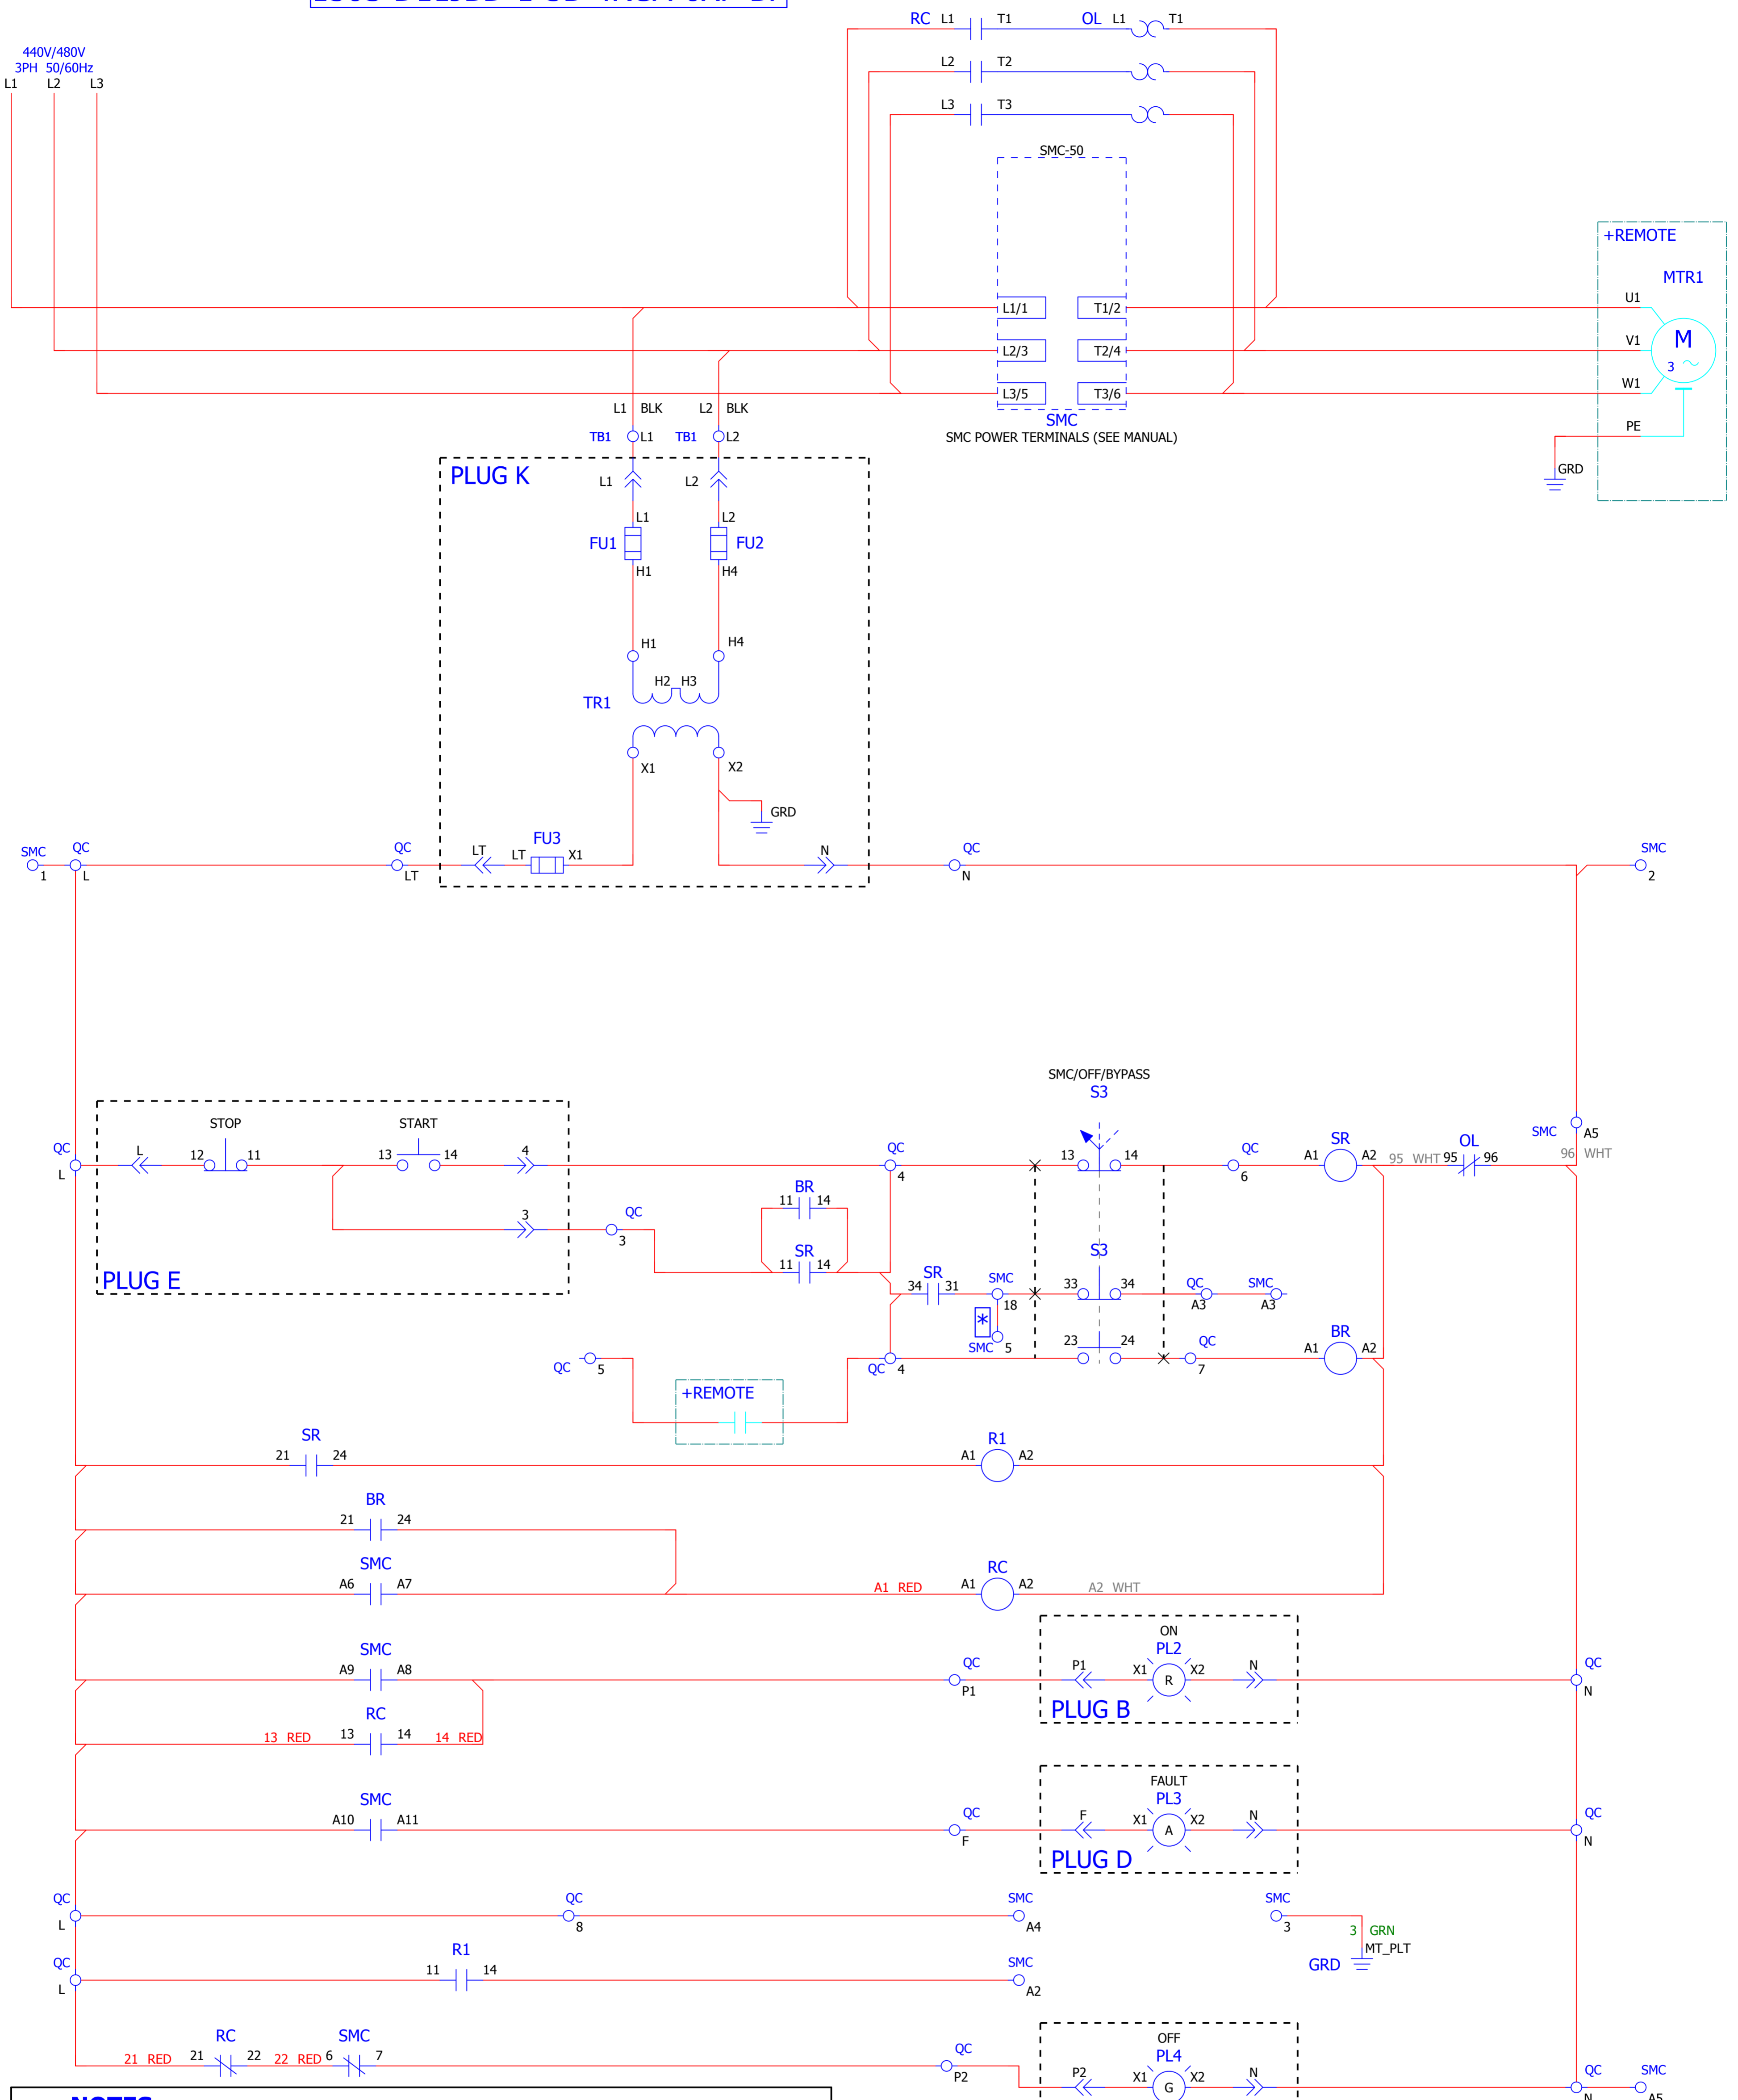 440V/480V
3PH 50/60Hz
L1 L2 L3
RC L1 T1 OL L1 T1
L2 T2
L3 T3
SMC-50
+REMOTE
MTR1
L1/1 T1/2 U1
L2/3 T2/4 V1 M
3
L3/5 T3/6 W1
SMC
SMC POWER TERMINALS (SEE MANUAL)
PE
GRD
L1 BLK L2 BLK
TB1 L1 TB1 L2
PLUG K
L1 L2
L1 L2
FU1 FU2
H1 H4
H1 H4
H2 H3
TR1
X1 X2
GRD
SMC QC QC LT LT FU3 X1 N QC SMC
1 L LT N 2
SMC/OFF/BYPASS
S3
STOP START
QC L 12 11 13 14 4 QC 13 14 QC SR OL SMC A5
L 4 6 A1 A2 95 WHT 95 96 96 WHT
BR
11 14
3 QC
3
SR
11 14
S3
PLUG E
SR
34 31 SMC 33 34 QC SMC
18 A3 A3
*
SMC 5
23 24 QC BR
QC 5 QC 4 7 A1 A2
+REMOTE
SR R1
21 24 A1 A2
BR
21 24
SMC RC
A6 A7 A1 RED A1 A2 A2 WHT
ON
SMC PL2
A9 A8 QC P1 X1 R X2 N QC
P1 N
PLUG B
RC
13 RED 13 14 14 RED
FAULT
SMC PL3
A10 A11 QC F X1 A X2 N QC
F N
PLUG D
QC QC SMC SMC
L 8 A4 3
3 GRN
MT_PLT
GRD
QC R1 SMC
L 11 14 A2
OFF
RC SMC PL4
21 RED 21 22 22 RED 6 7 QC P2 X1 G X2 N QC SMC
P2